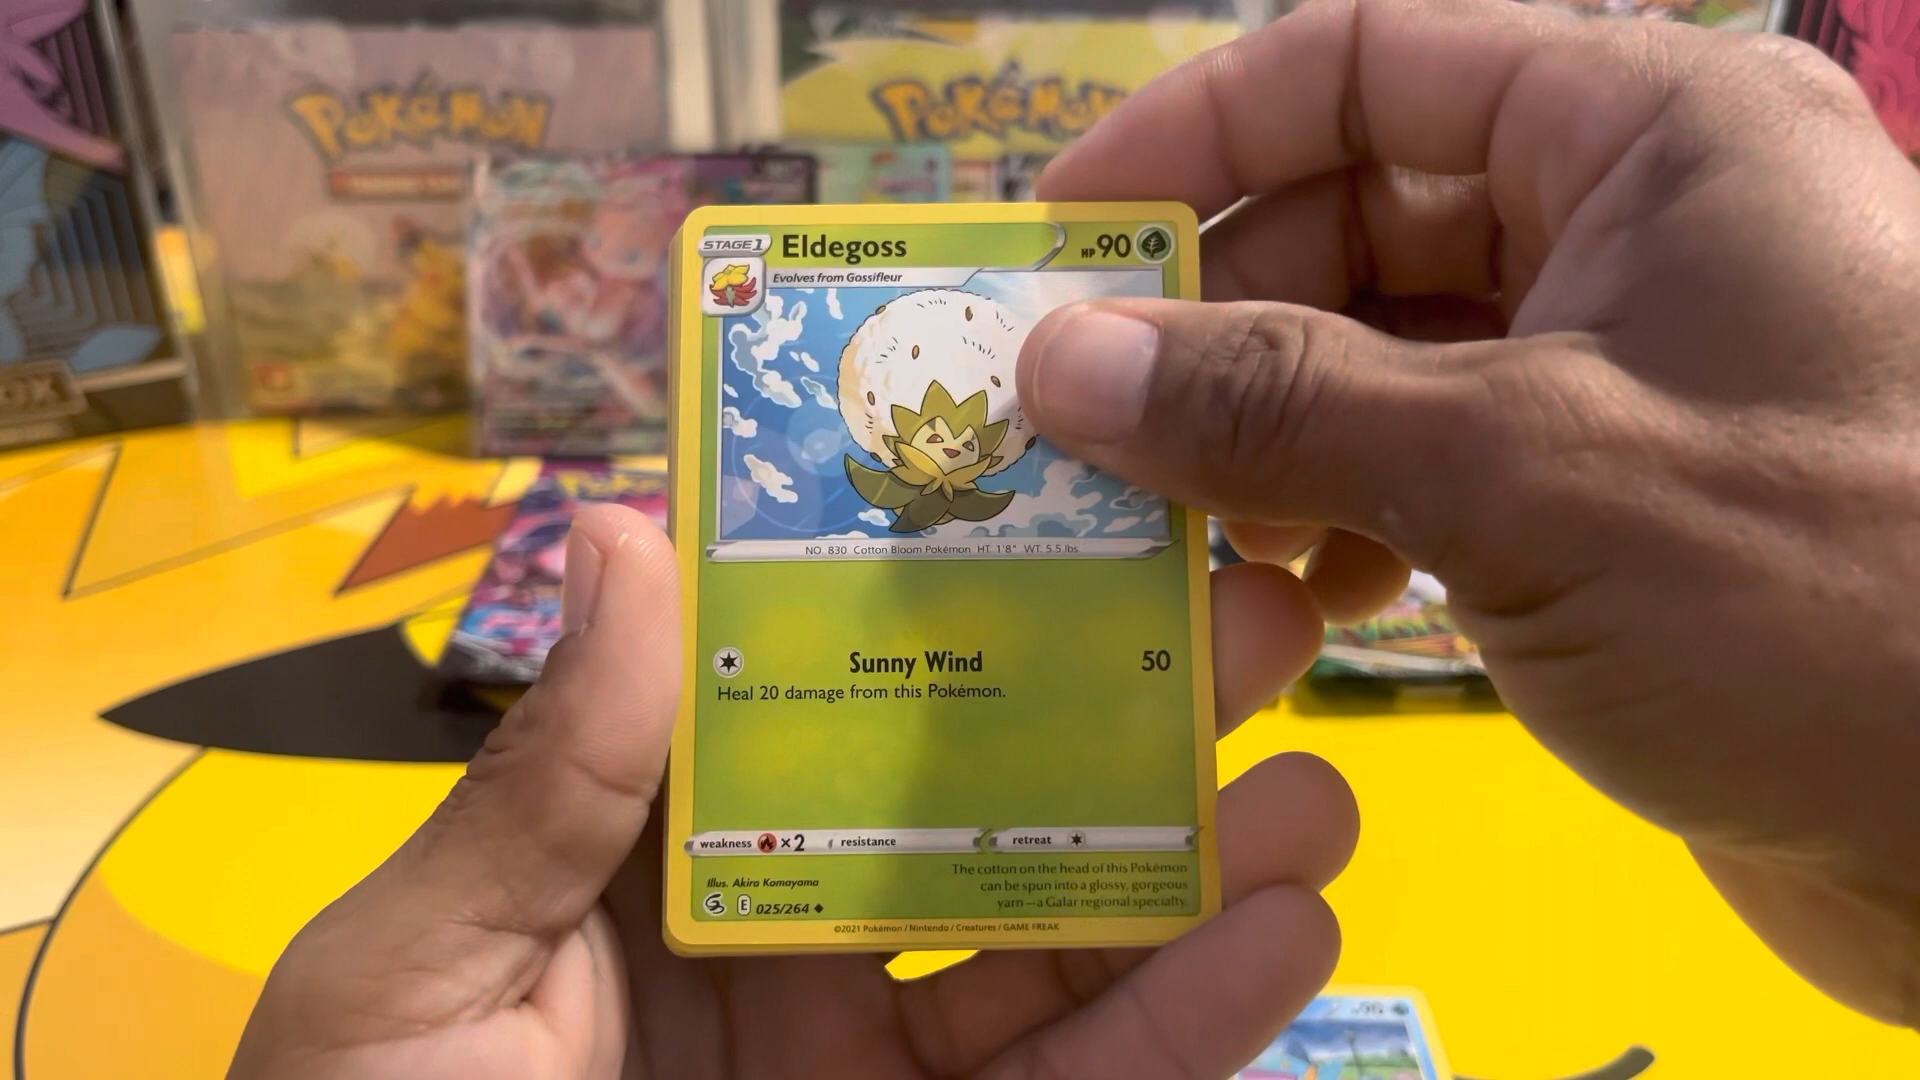 Pokémon
Pokémon
STAGE 1
Eldegoss
HP 90
Evolves from Gossifleur
NO. 830 Cotton Bloom Pokémon HT: 1'8" WT: 5.5 lbs.
Sunny Wind 50
Heal 20 damage from this Pokémon.
weakness ×2 resistance retreat
Illus. Akira Komayama
The cotton on the head of this Pokémon
can be spun into a glossy, gorgeous
yarn—a Galar regional specialty.
E 025/264
©2021 Pokémon / Nintendo / Creatures / GAME FREAK